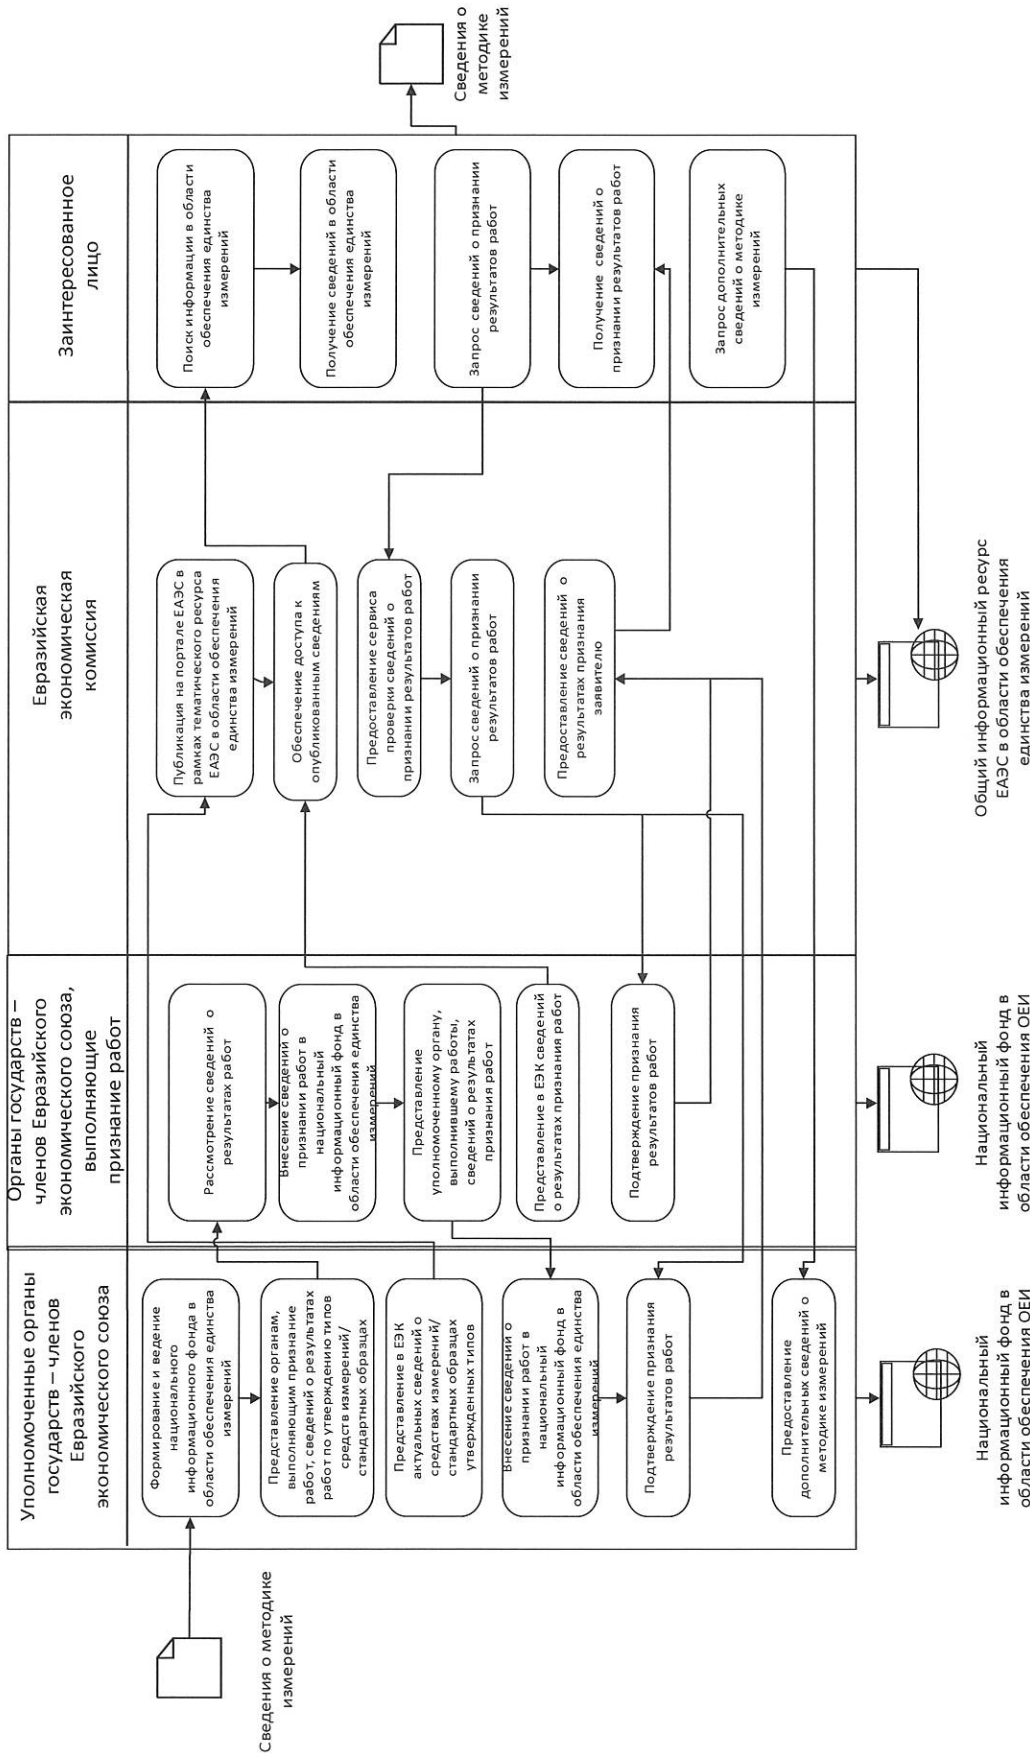 Уполномоченные органы
государств – членов
Евразийского
экономического союза
Органы государств –
членов Евразийского
экономического союза,
выполняющие
признание работ
Евразийская
экономическая
комиссия
Заинтересованное
лицо
Сведения о методике
измерений
Формирование и ведение
национального
информационного фонда в
области обеспечения единства
измерений
Представление органам,
выполняющим признание
работ, сведений о результатах
работ по утверждению типов
средств измерений/
стандартных образцах
Представление в ЕЭК
актуальных сведений о
средствах измерений/
стандартных образцах
утвержденных типов
Внесение сведений о
признании работ в
национальный
информационный фонд в
области обеспечения единства
измерений
Подтверждение признания
результатов работ
Предоставление
дополнительных сведений о
методике измерений
Рассмотрение сведений о
результатах работ
Внесение сведений о
признании работ в
национальный
информационный фонд в
области обеспечения единства
измерений
Представление
уполномоченному органу,
выполнившему работы,
сведений о результатах
признания работ
Представление в ЕЭК сведений
о результатах признания работ
Подтверждение признания
результатов работ
Публикация на портале ЕАЭС в
рамках тематического ресурса
ЕАЭС в области обеспечения
единства измерений
Обеспечение доступа к
опубликованным сведениям
Предоставление сервиса
проверки сведений о
признании результатов работ
Запрос сведений о признании
результатов работ
Предоставление сведений о
результатах признания
заявителю
Поиск информации в области
обеспечения единства
измерений
Получение сведений в области
обеспечения единства
измерений
Запрос сведений о признании
результатов работ
Получение сведений о
признании результатов работ
Запрос дополнительных
сведений о методике
измерений
Сведения о
методике
измерений
Национальный
информационный фонд в
области обеспечения ОЕИ
Национальный
информационный фонд в
области обеспечения ОЕИ
Общий информационный ресурс
ЕАЭС в области обеспечения
единства измерений